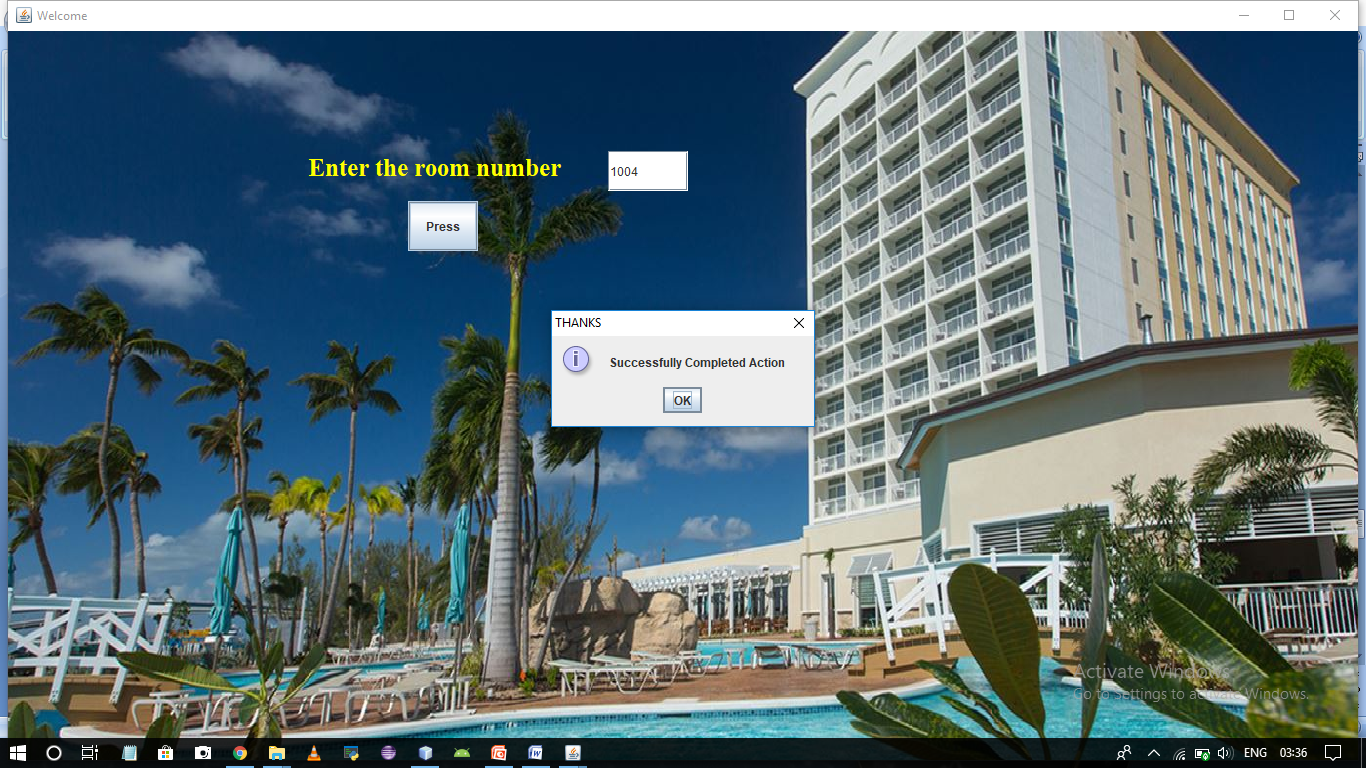 Welcome
Enter the room number
1004
Press
THANKS
Successfully Completed Action
OK
Activate Windows
Go to Settings to activate Windows.
ENG
03:36